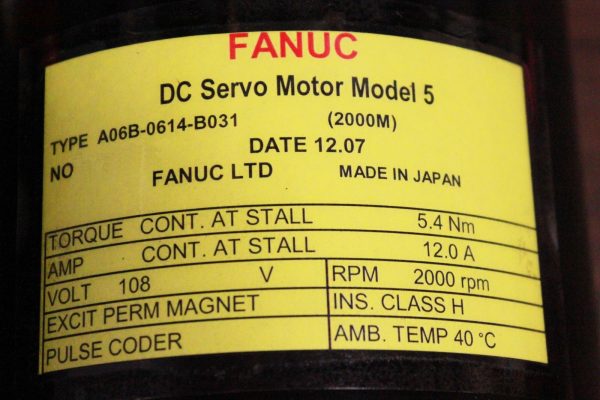 FANUC
DC Servo Motor Model 5
TYPE A06B-0614-B031 (2000M)
NO DATE 12.07
FANUC LTD MADE IN JAPAN
TORQUE CONT. AT STALL 5.4 Nm
AMP CONT. AT STALL 12.0 A
VOLT 108 V RPM 2000 rpm
EXCIT PERM MAGNET INS. CLASS H
PULSE CODER AMB. TEMP 40 °C